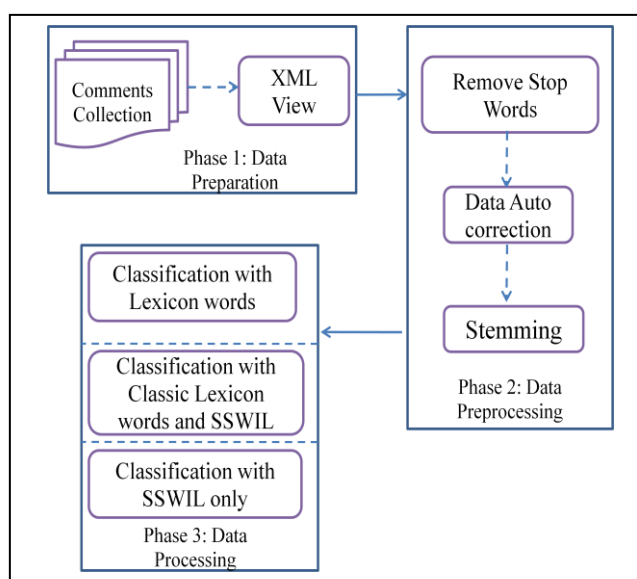 Comments
Collection
XML
View
Phase 1: Data
Preparation
Remove Stop
Words
Data Auto
correction
Stemming
Phase 2: Data
Preprocessing
Classification with
Lexicon words
Classification with
Classic Lexicon
words and SSWIL
Classification with
SSWIL only
Phase 3: Data
Processing